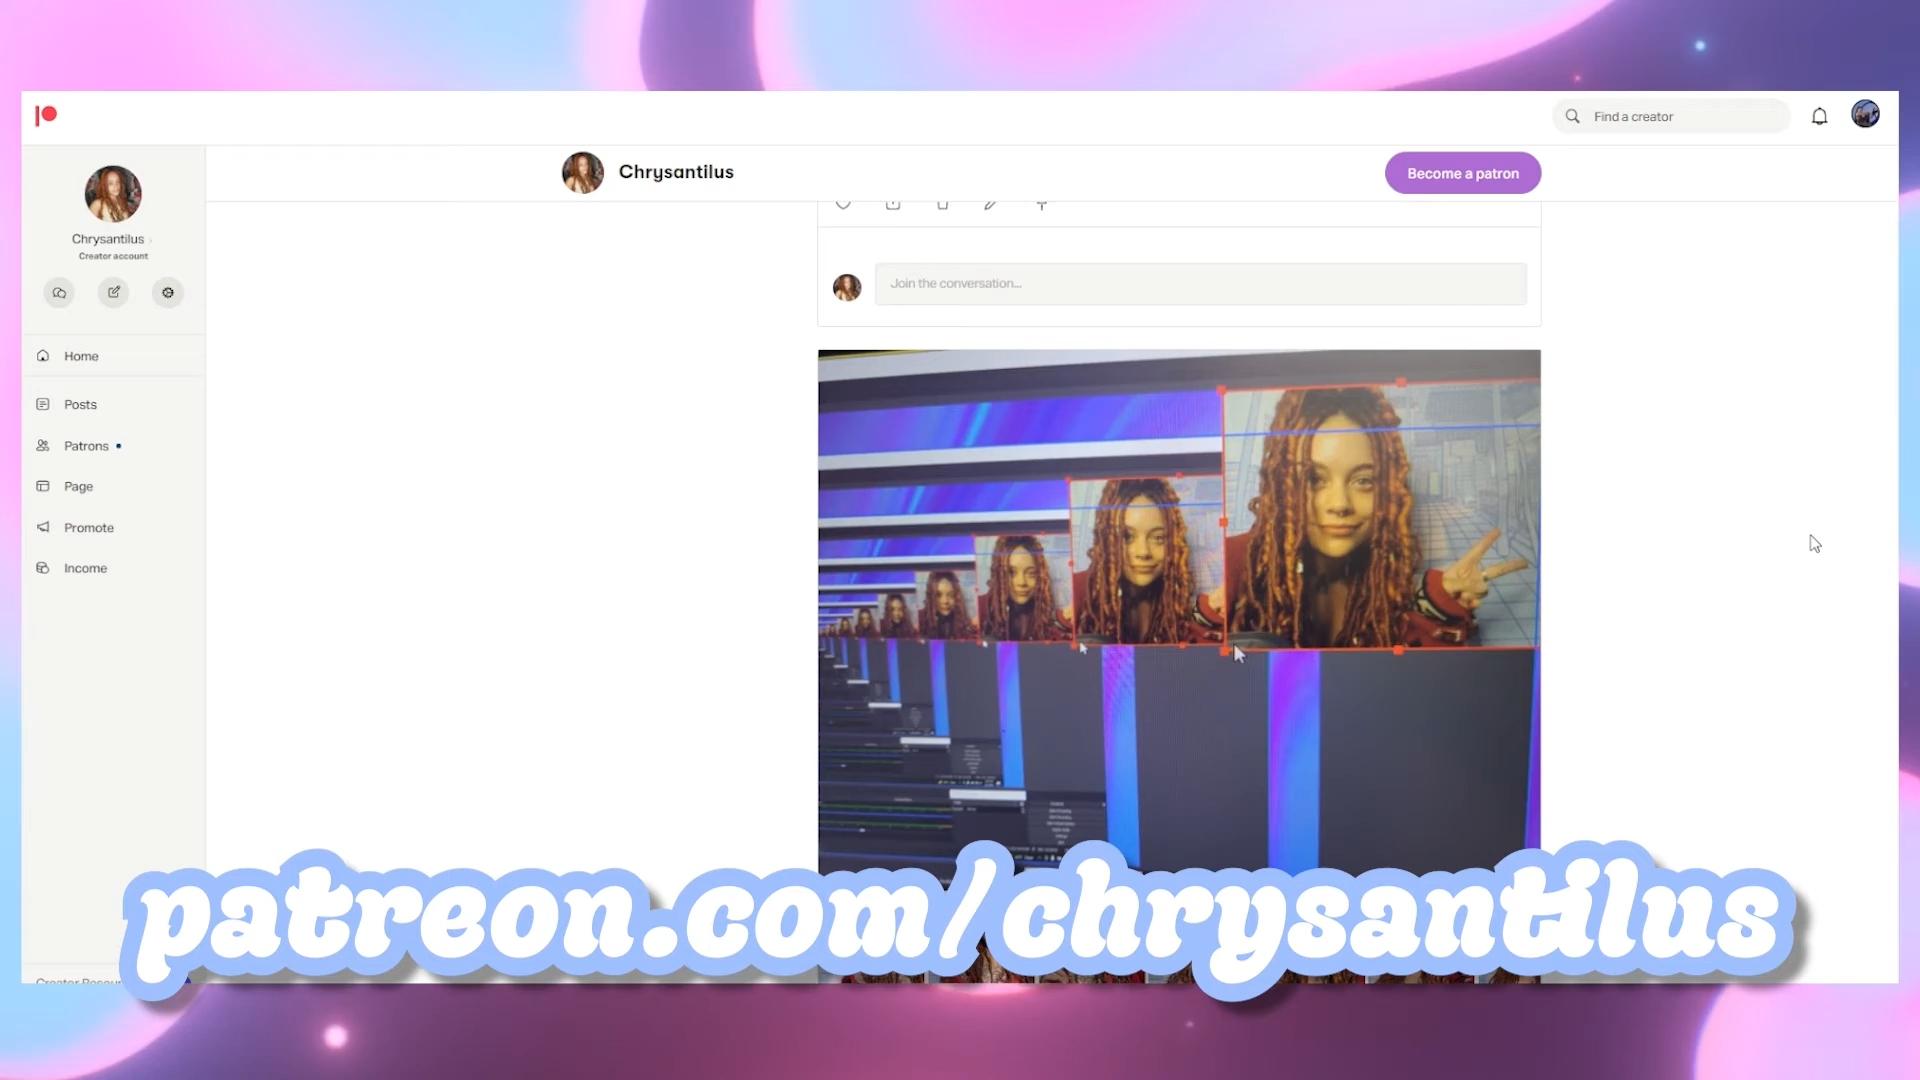 Find a creator
Chrysantilus
Become a patron
Chrysantilus
Creator account
Join the conversation...
Home
Posts
Patrons
Page
Promote
Income
patreon.com/chrysantilus
Creator